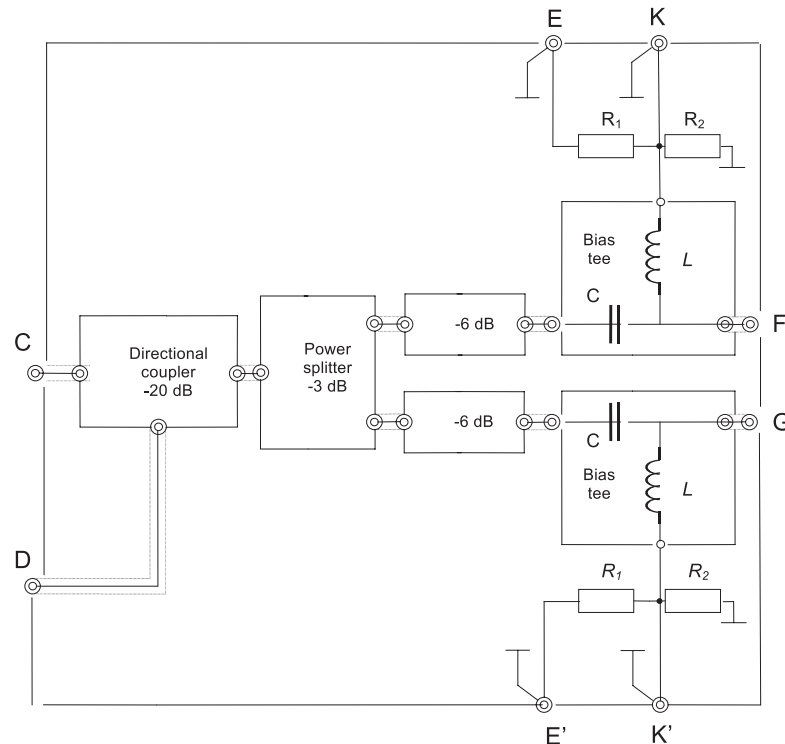 E K
R₁ R₂
Bias
tee
L
C
C
F
Directional
coupler
-20 dB
Power
splitter
-3 dB
-6 dB
-6 dB
C
G
Bias
tee
L
D
R₁ R₂
E’ K’